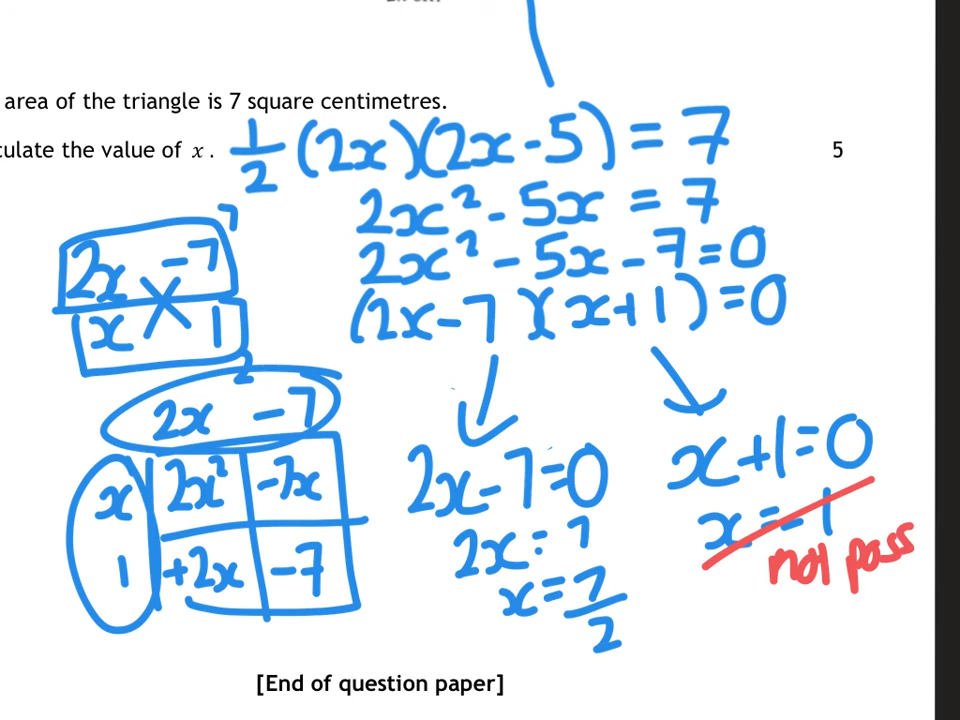 area of the triangle is 7 square centimetres.
culate the value of x.
5
½(2x)(2x-5)=7
2x²-5x=7
2x²-5x-7=0
(2x-7)(x+1)=0
2x -7
x 1
2x -7
x 2x² -7x
1 +2x -7
2x-7=0
2x=7
x=7/2
x+1=0
x=-1
not poss
[End of question paper]